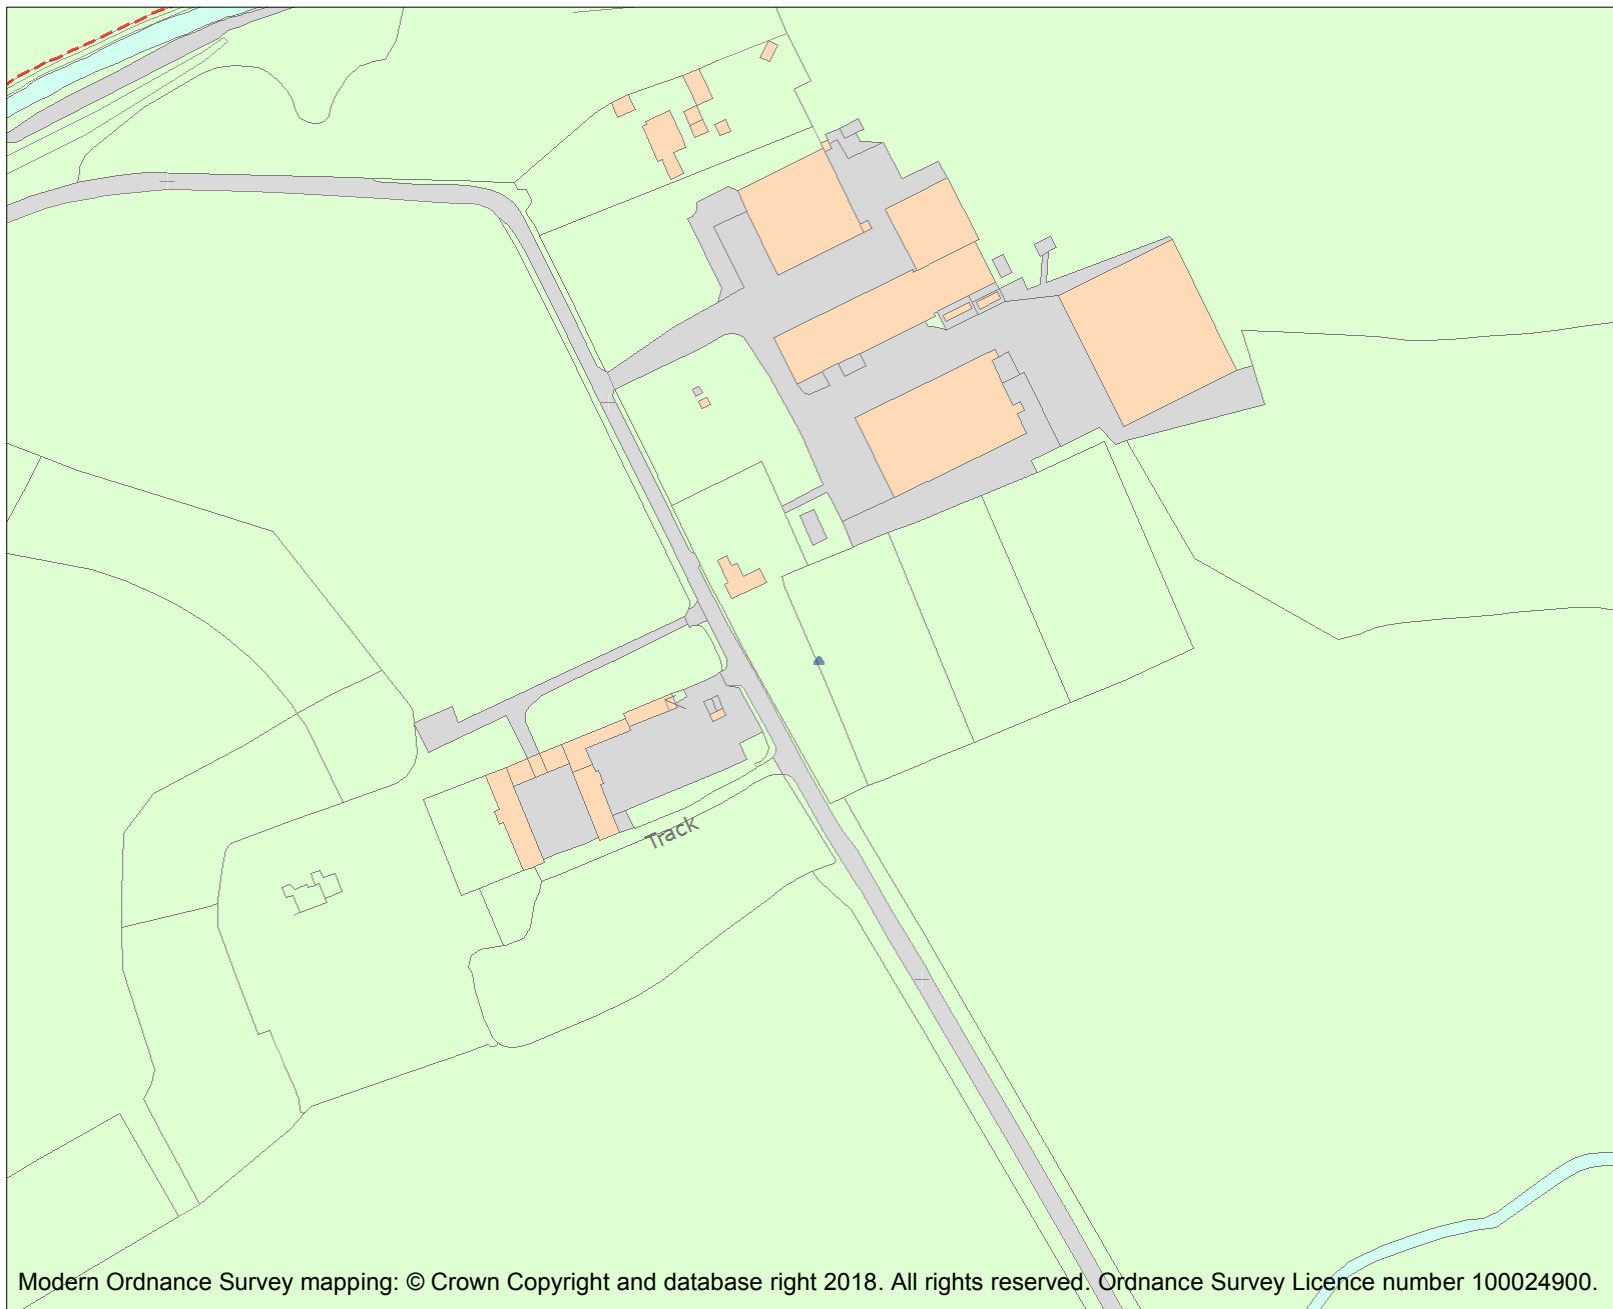 Track
Modern Ordnance Survey mapping: © Crown Copyright and database right 2018. All rights reserved. Ordnance Survey Licence number 100024900.